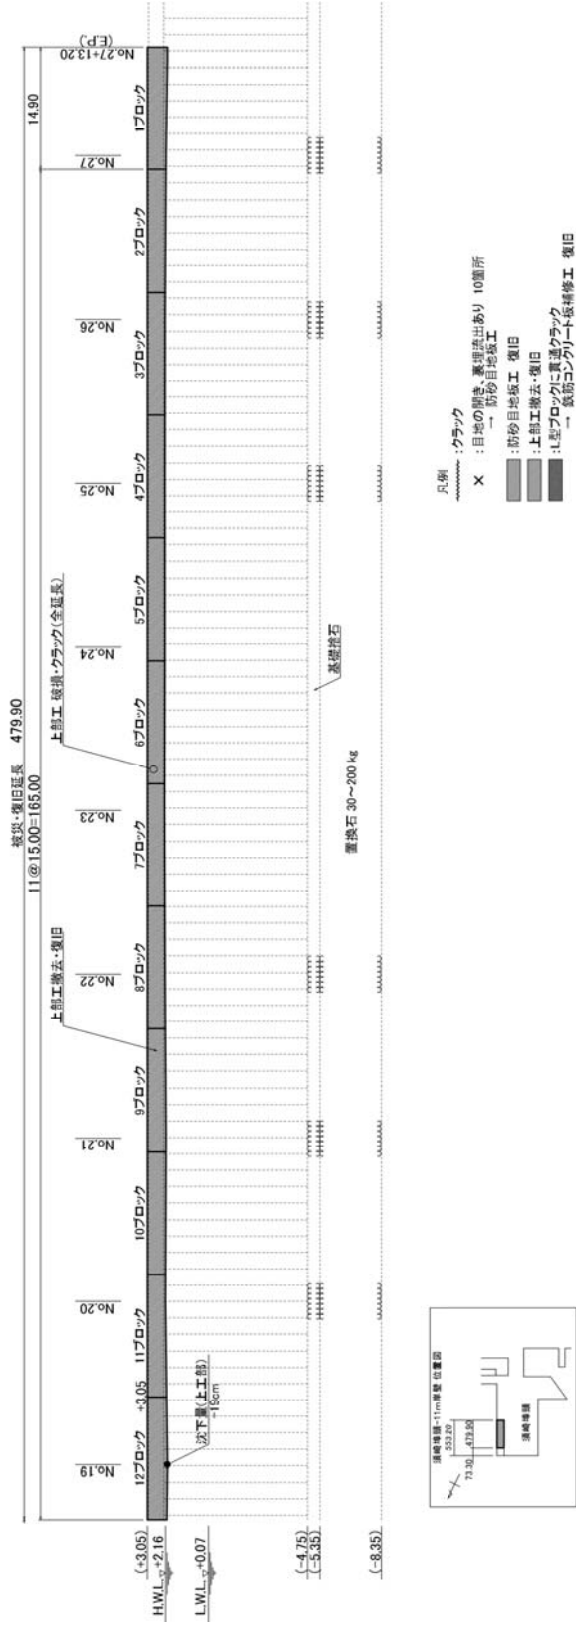 被災・復旧延長 479.90
11@15.00=165.00
14.90
No.19
No.20
No.21
No.22
No.23
No.24
No.25
No.26
No.27
No.27+13.20
(E.P.)
上部工撤去・復旧
上部工 破損・クラック(全延長)
12ブロック
+3.05
11ブロック
10ブロック
9ブロック
8ブロック
7ブロック
6ブロック
5ブロック
4ブロック
3ブロック
2ブロック
1ブロック
(+3.05)
H.W.L. +2.16
L.W.L. +0.07
(-4.75)
(-5.35)
(-8.35)
沈下量(上工部)
-19cm
基礎捨石
置換石 30～200 kg
凡例
:クラック
× :目地の開き、裏埋流出あり 10箇所
→ 防砂目地板工
:防砂目地板工 復旧
:上部工撤去・復旧
:L型ブロックに貫通クラック
→ 鉄筋コンクリート板補修工 復旧
須崎埠頭-11m岸壁 位置図
553.20
73.30
479.90
須崎埠頭